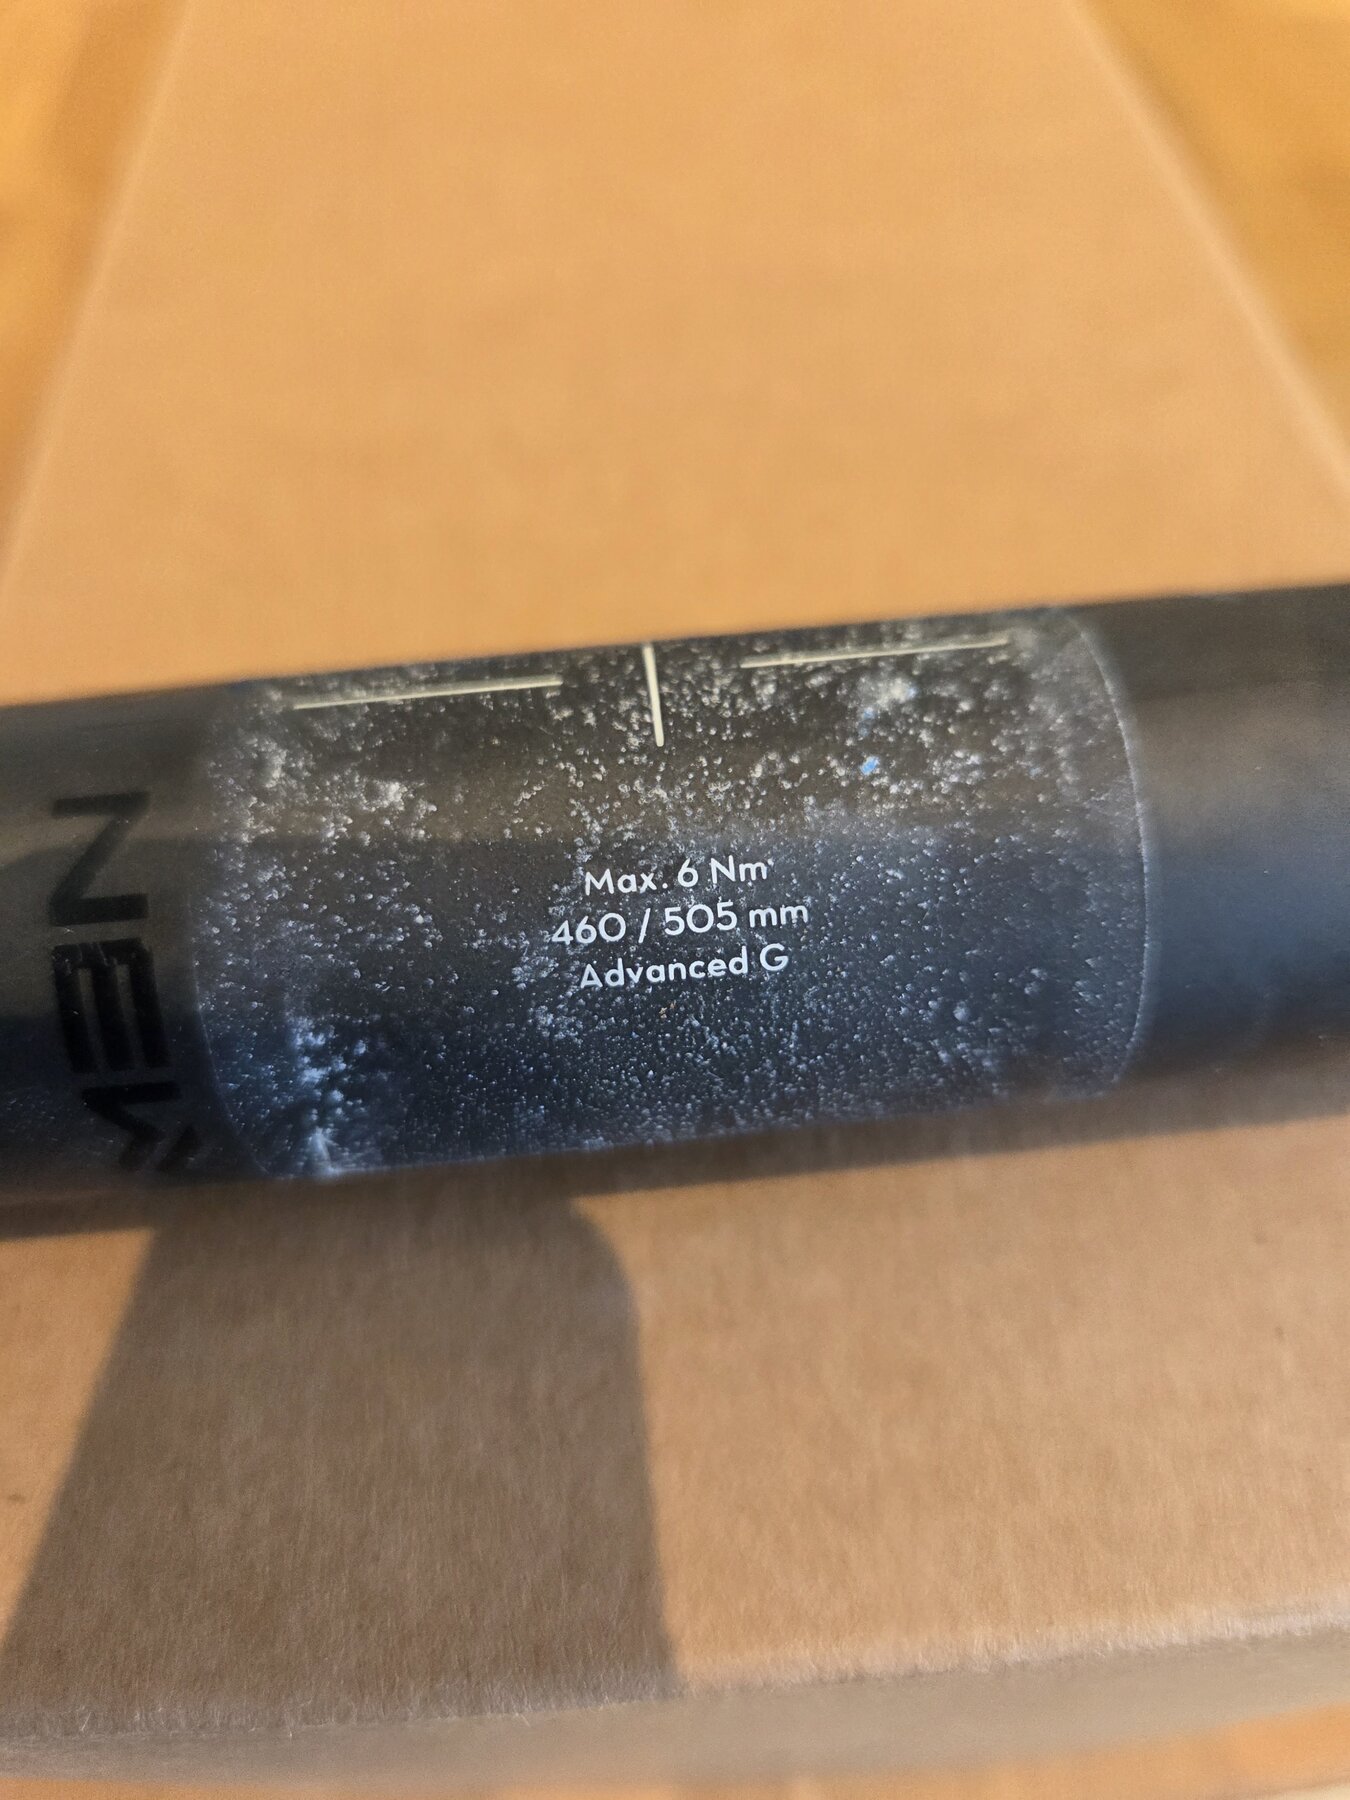 Max. 6 Nm
460 / 505 mm
Advanced G